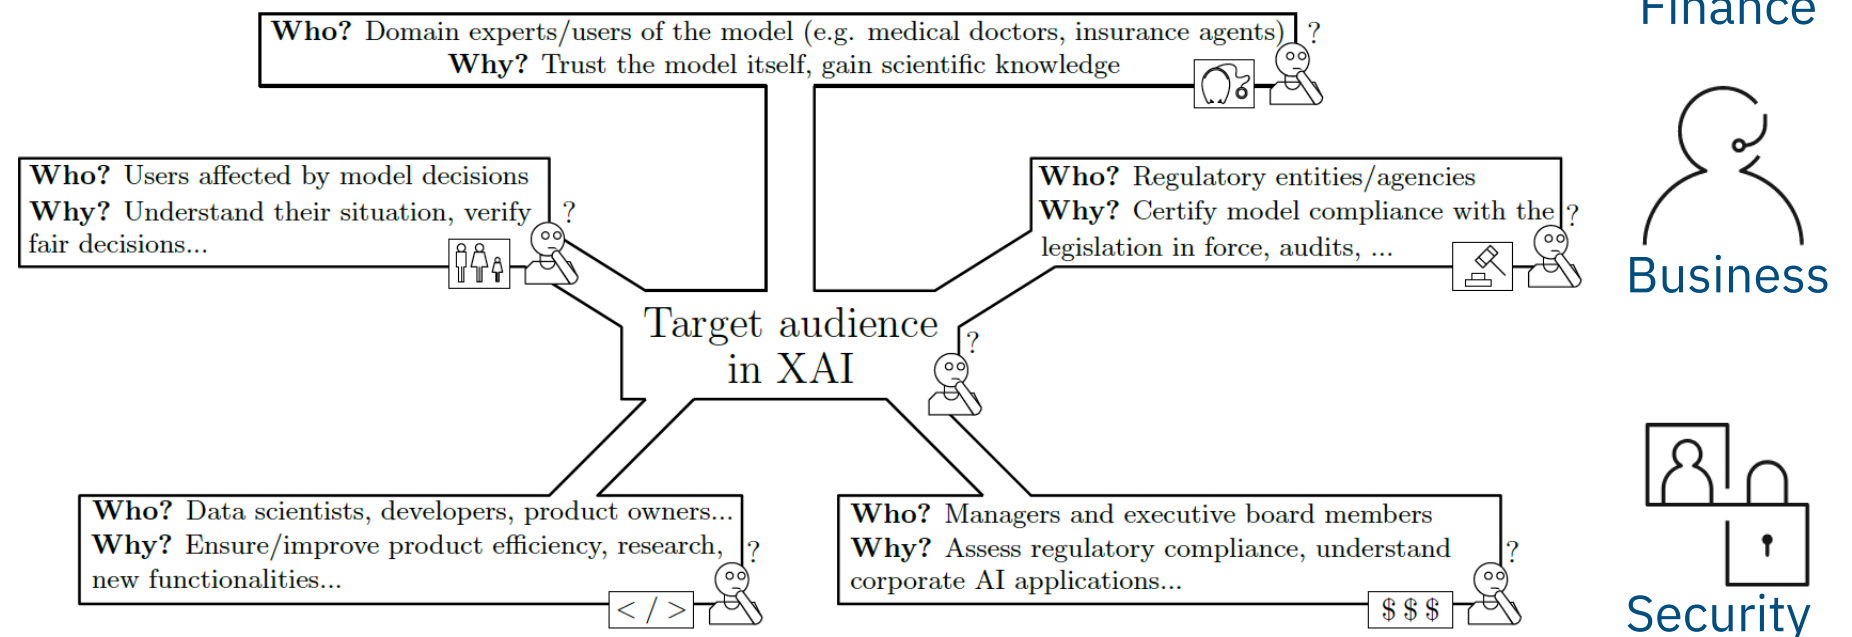 Who? Domain experts/users of the model (e.g. medical doctors, insurance agents)
?
Why? Trust the model itself, gain scientific knowledge
Who? Users affected by model decisions
Why? Understand their situation, verify
?
fair decisions...
Who? Regulatory entities/agencies
Why? Certify model compliance with the
?
legislation in force, audits, ...
Target audience
in XAI
?
Who? Data scientists, developers, product owners...
Why? Ensure/improve product efficiency, research,
?
new functionalities...
< / >
Who? Managers and executive board members
Why? Assess regulatory compliance, understand
?
corporate AI applications...
$ $ $
Finance
Business
Security